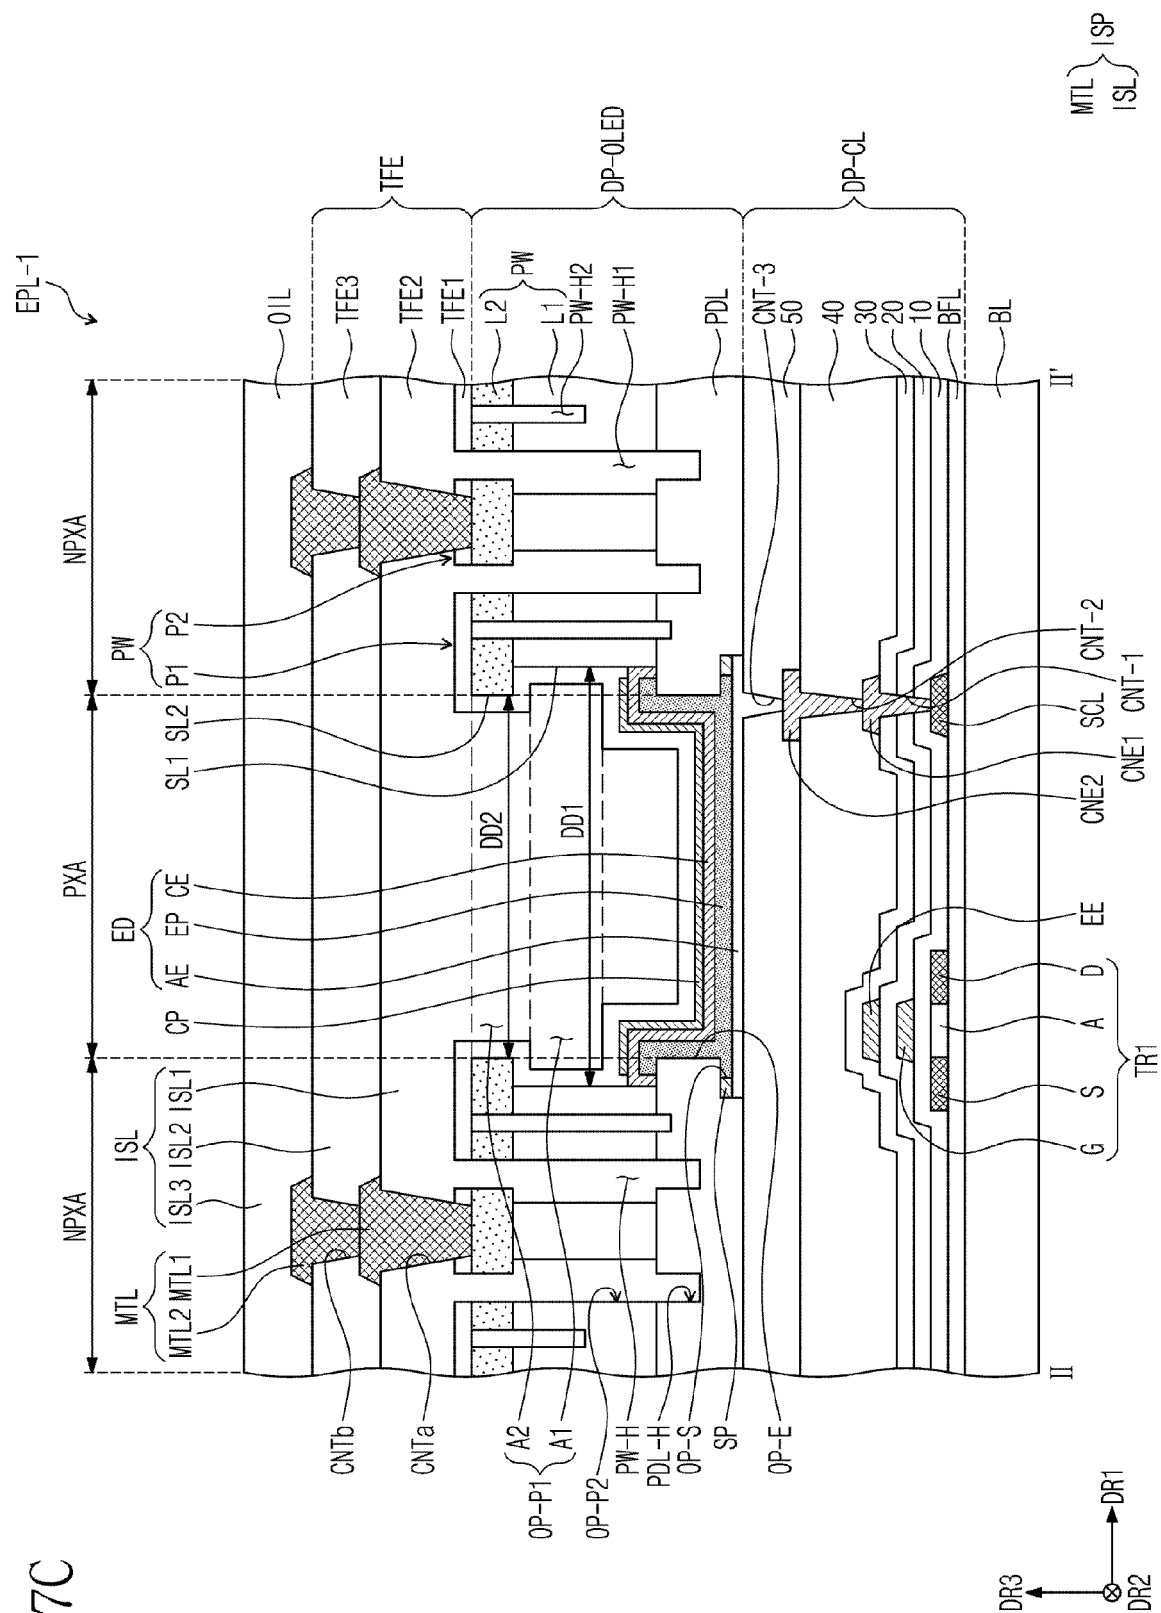 7C
EPL-1
NPXA
PXA
NPXA
MTL
ISL
ED
PW
MTL2 MTL1
ISL3 ISL2 ISL1
CP
AE EP CE
SL1 SL2
P1 P2
OIL
TFE3
TFE2
TFE1
TFE
L2
L1
PW
PW-H2
PW-H1
PDL
DP-OLED
CNT-3
50
40
30
20
10
BFL
BL
DP-CL
CNTb
CNTa
A2
A1
OP-P1
OP-P2
PW-H
PDL-H
OP-S
SP
OP-E
DD2
DD1
II
II'
G S A D EE
TR1
CNE2 CNE1 SCL CNT-1 CNT-2
MTL
ISL
ISP
DR3
DR1
DR2